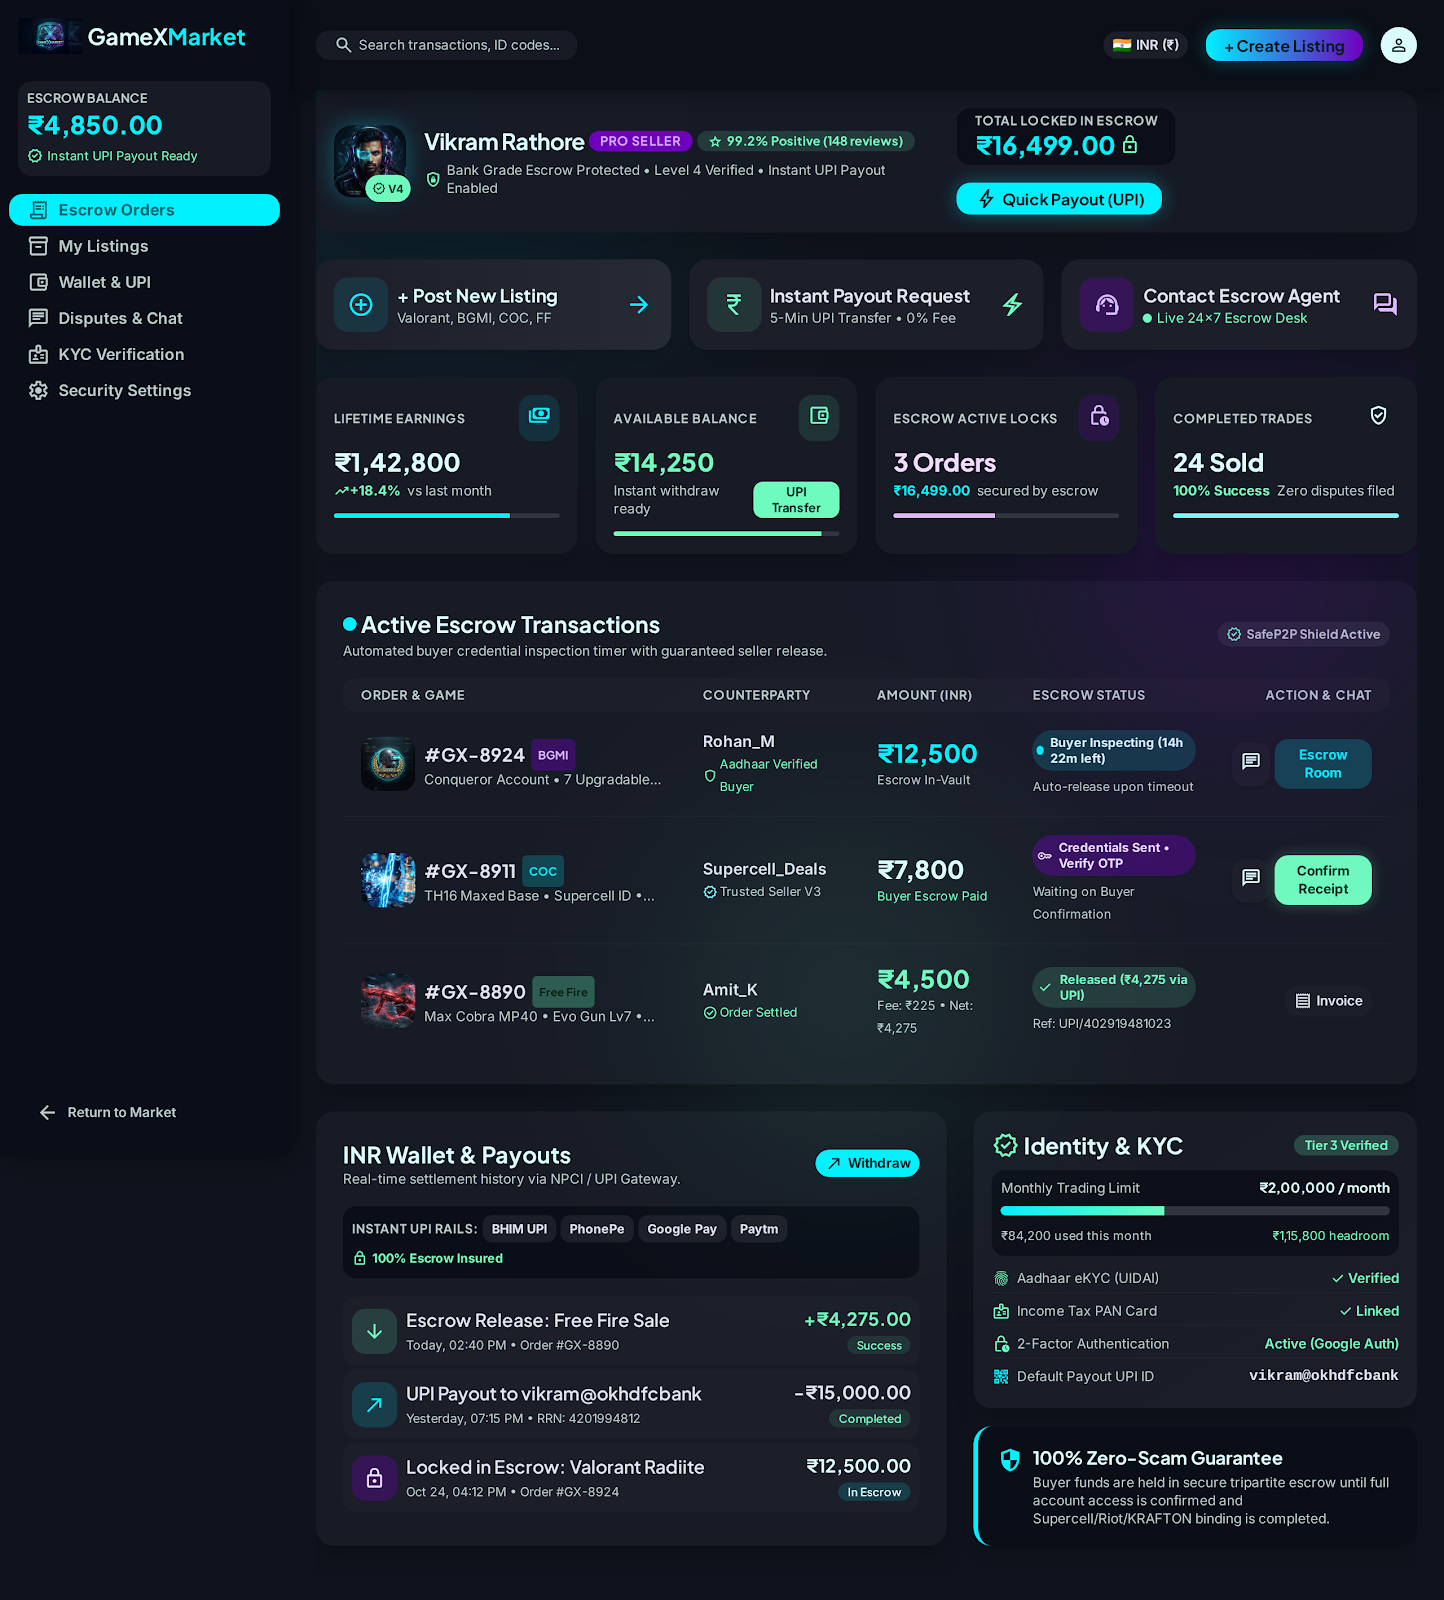 GameXMarket
Search transactions, ID codes...
INR (₹)
+ Create Listing
ESCROW BALANCE
₹4,850.00
Instant UPI Payout Ready
Escrow Orders
My Listings
Wallet & UPI
Disputes & Chat
KYC Verification
Security Settings
Return to Market
Vikram Rathore PRO SELLER 99.2% Positive (148 reviews)
V4
Bank Grade Escrow Protected • Level 4 Verified • Instant UPI Payout
Enabled
TOTAL LOCKED IN ESCROW
₹16,499.00
Quick Payout (UPI)
+ Post New Listing
Valorant, BGMI, COC, FF
Instant Payout Request
5-Min UPI Transfer • 0% Fee
Contact Escrow Agent
Live 24×7 Escrow Desk
LIFETIME EARNINGS
₹1,42,800
+18.4% vs last month
AVAILABLE BALANCE
₹14,250
Instant withdraw
ready
UPI
Transfer
ESCROW ACTIVE LOCKS
3 Orders
₹16,499.00 secured by escrow
COMPLETED TRADES
24 Sold
100% Success Zero disputes filed
Active Escrow Transactions
Automated buyer credential inspection timer with guaranteed seller release.
SafeP2P Shield Active
ORDER & GAME COUNTERPARTY AMOUNT (INR) ESCROW STATUS ACTION & CHAT
#GX-8924 BGMI
Conqueror Account • 7 Upgradable...
Rohan_M
Aadhaar Verified
Buyer
₹12,500
Escrow In-Vault
Buyer Inspecting (14h
22m left)
Auto-release upon timeout
Escrow
Room
#GX-8911 COC
TH16 Maxed Base • Supercell ID •...
Supercell_Deals
Trusted Seller V3
₹7,800
Buyer Escrow Paid
Credentials Sent •
Verify OTP
Waiting on Buyer
Confirmation
Confirm
Receipt
#GX-8890 Free Fire
Max Cobra MP40 • Evo Gun Lv7 •...
Amit_K
Order Settled
₹4,500
Fee: ₹225 • Net:
₹4,275
Released (₹4,275 via
UPI)
Ref: UPI/402919481023
Invoice
INR Wallet & Payouts
Real-time settlement history via NPCI / UPI Gateway.
Withdraw
INSTANT UPI RAILS: BHIM UPI PhonePe Google Pay Paytm
100% Escrow Insured
Escrow Release: Free Fire Sale
Today, 02:40 PM • Order #GX-8890
+₹4,275.00
Success
UPI Payout to vikram@okhdfcbank
Yesterday, 07:15 PM • RRN: 4201994812
-₹15,000.00
Completed
Locked in Escrow: Valorant Radiite
Oct 24, 04:12 PM • Order #GX-8924
₹12,500.00
In Escrow
Identity & KYC
Tier 3 Verified
Monthly Trading Limit ₹2,00,000 / month
₹84,200 used this month ₹1,15,800 headroom
Aadhaar eKYC (UIDAI) Verified
Income Tax PAN Card Linked
2-Factor Authentication Active (Google Auth)
Default Payout UPI ID vikram@okhdfcbank
100% Zero-Scam Guarantee
Buyer funds are held in secure tripartite escrow until full
account access is confirmed and
Supercell/Riot/KRAFTON binding is completed.